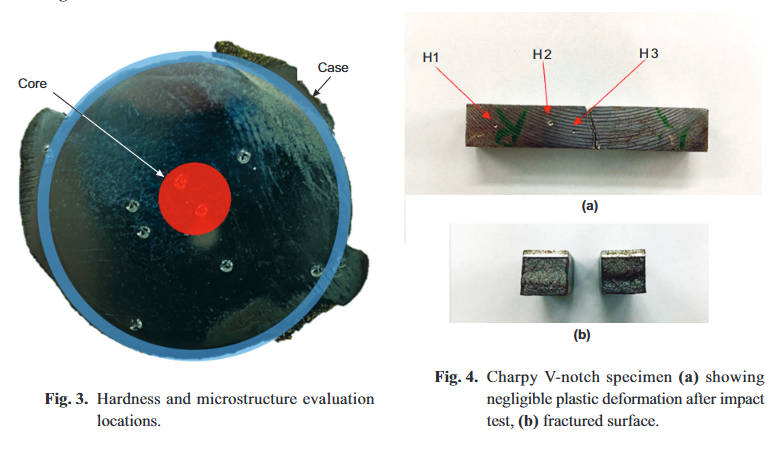 Core
Case
Fig. 3. Hardness and microstructure evaluation
locations.
H1
H2
H3
(a)
(b)
Fig. 4. Charpy V-notch specimen (a) showing
negligible plastic deformation after impact
test, (b) fractured surface.